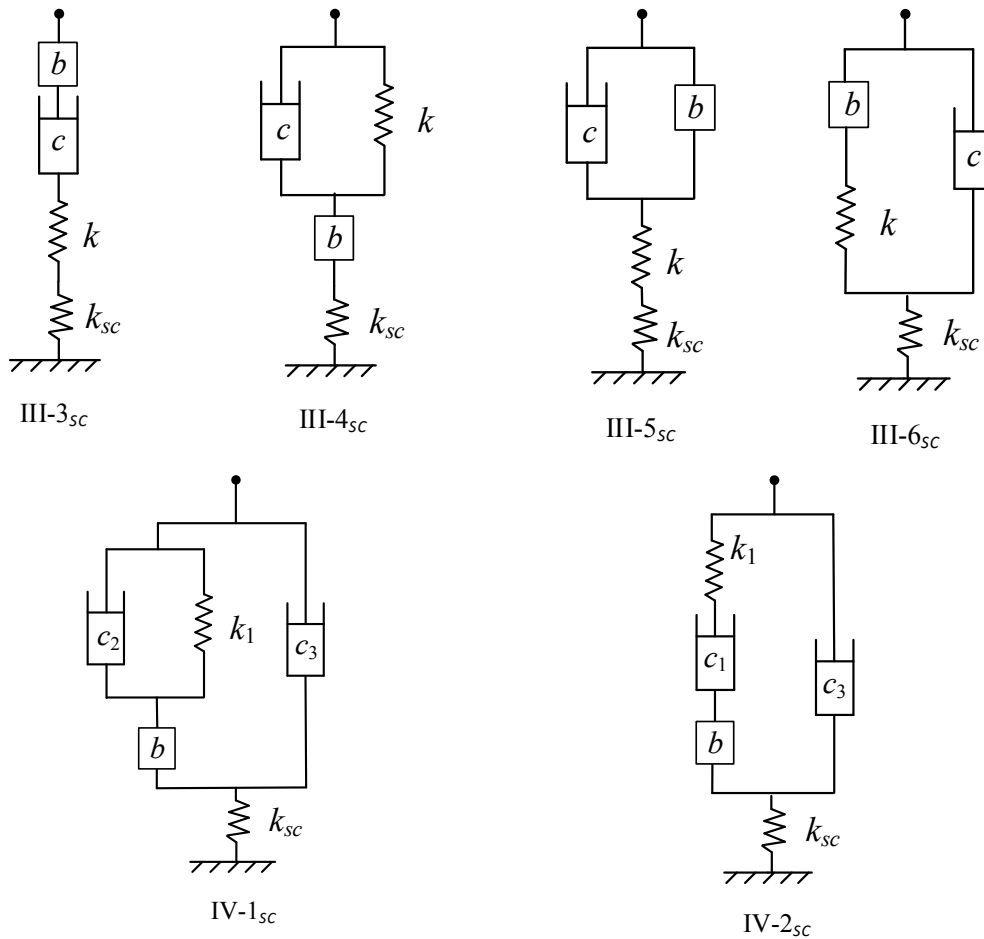 b
c
k
k_sc
III-3_sc
c
k
b
k_sc
III-4_sc
c
b
k
k_sc
III-5_sc
b
c
k
k_sc
III-6_sc
c_2
k_1
c_3
b
k_sc
IV-1_sc
k_1
c_1
c_3
b
k_sc
IV-2_sc